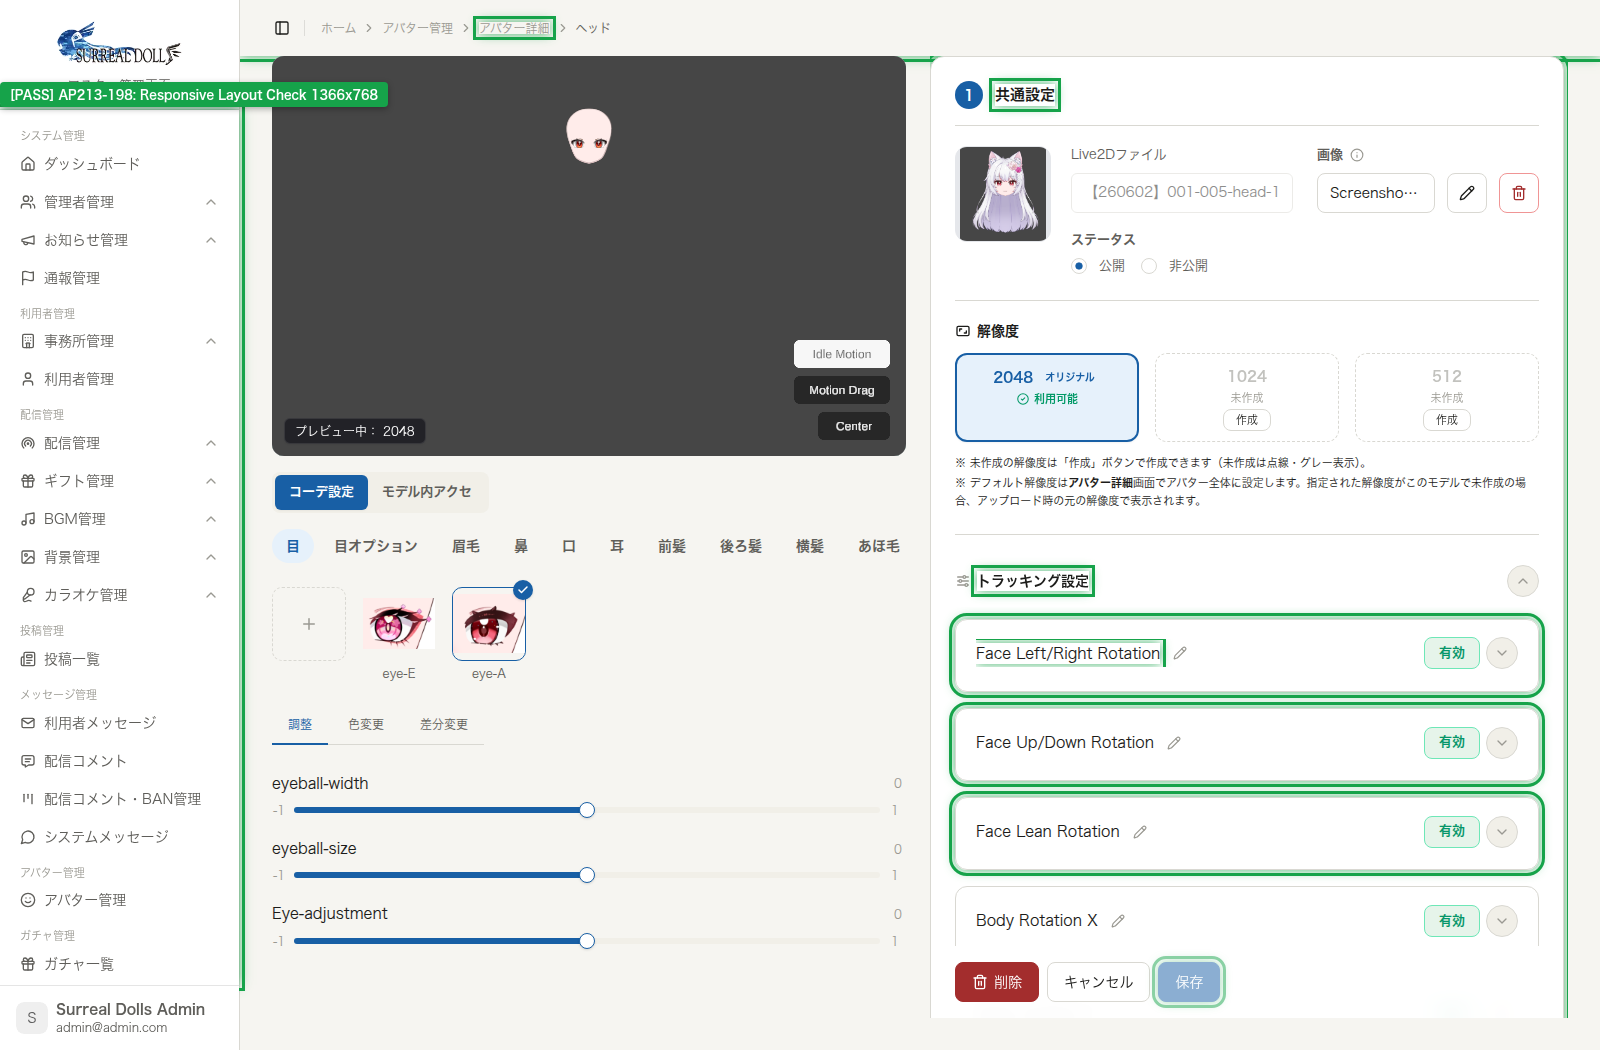 SURREAL DOLL
[PASS] AP213-198: Responsive Layout Check 1366x768
システム管理
ダッシュボード
管理者管理
お知らせ管理
通報管理
利用者管理
事務所管理
利用者管理
配信管理
配信管理
ギフト管理
BGM管理
背景管理
カラオケ管理
投稿管理
投稿一覧
メッセージ管理
利用者メッセージ
配信コメント
配信コメント・BAN管理
システムメッセージ
アバター管理
アバター管理
ガチャ管理
ガチャ一覧
S
Surreal Dolls Admin
admin@admin.com
ホーム > アバター管理 > アバター詳細 > ヘッド
Idle Motion
Motion Drag
Center
プレビュー中： 2048
コーデ設定 モデル内アクセ
目 目オプション 眉毛 鼻 口 耳 前髪 後ろ髪 横髪 あほ毛
eye-E eye-A
調整 色変更 差分変更
eyeball-width 0
-1 1
eyeball-size 0
-1 1
Eye-adjustment 0
-1 1
1 共通設定
Live2Dファイル 画像
【260602】001-005-head-1 Screensho…
ステータス
公開 非公開
解像度
2048 オリジナル
利用可能
1024
未作成
作成
512
未作成
作成
※ 未作成の解像度は「作成」ボタンで作成できます（未作成は点線・グレー表示）。
※ デフォルト解像度はアバター詳細画面でアバター全体に設定します。指定された解像度がこのモデルで未作成の場
合、アップロード時の元の解像度で表示されます。
トラッキング設定
Face Left/Right Rotation 有効
Face Up/Down Rotation 有効
Face Lean Rotation 有効
Body Rotation X 有効
削除 キャンセル 保存